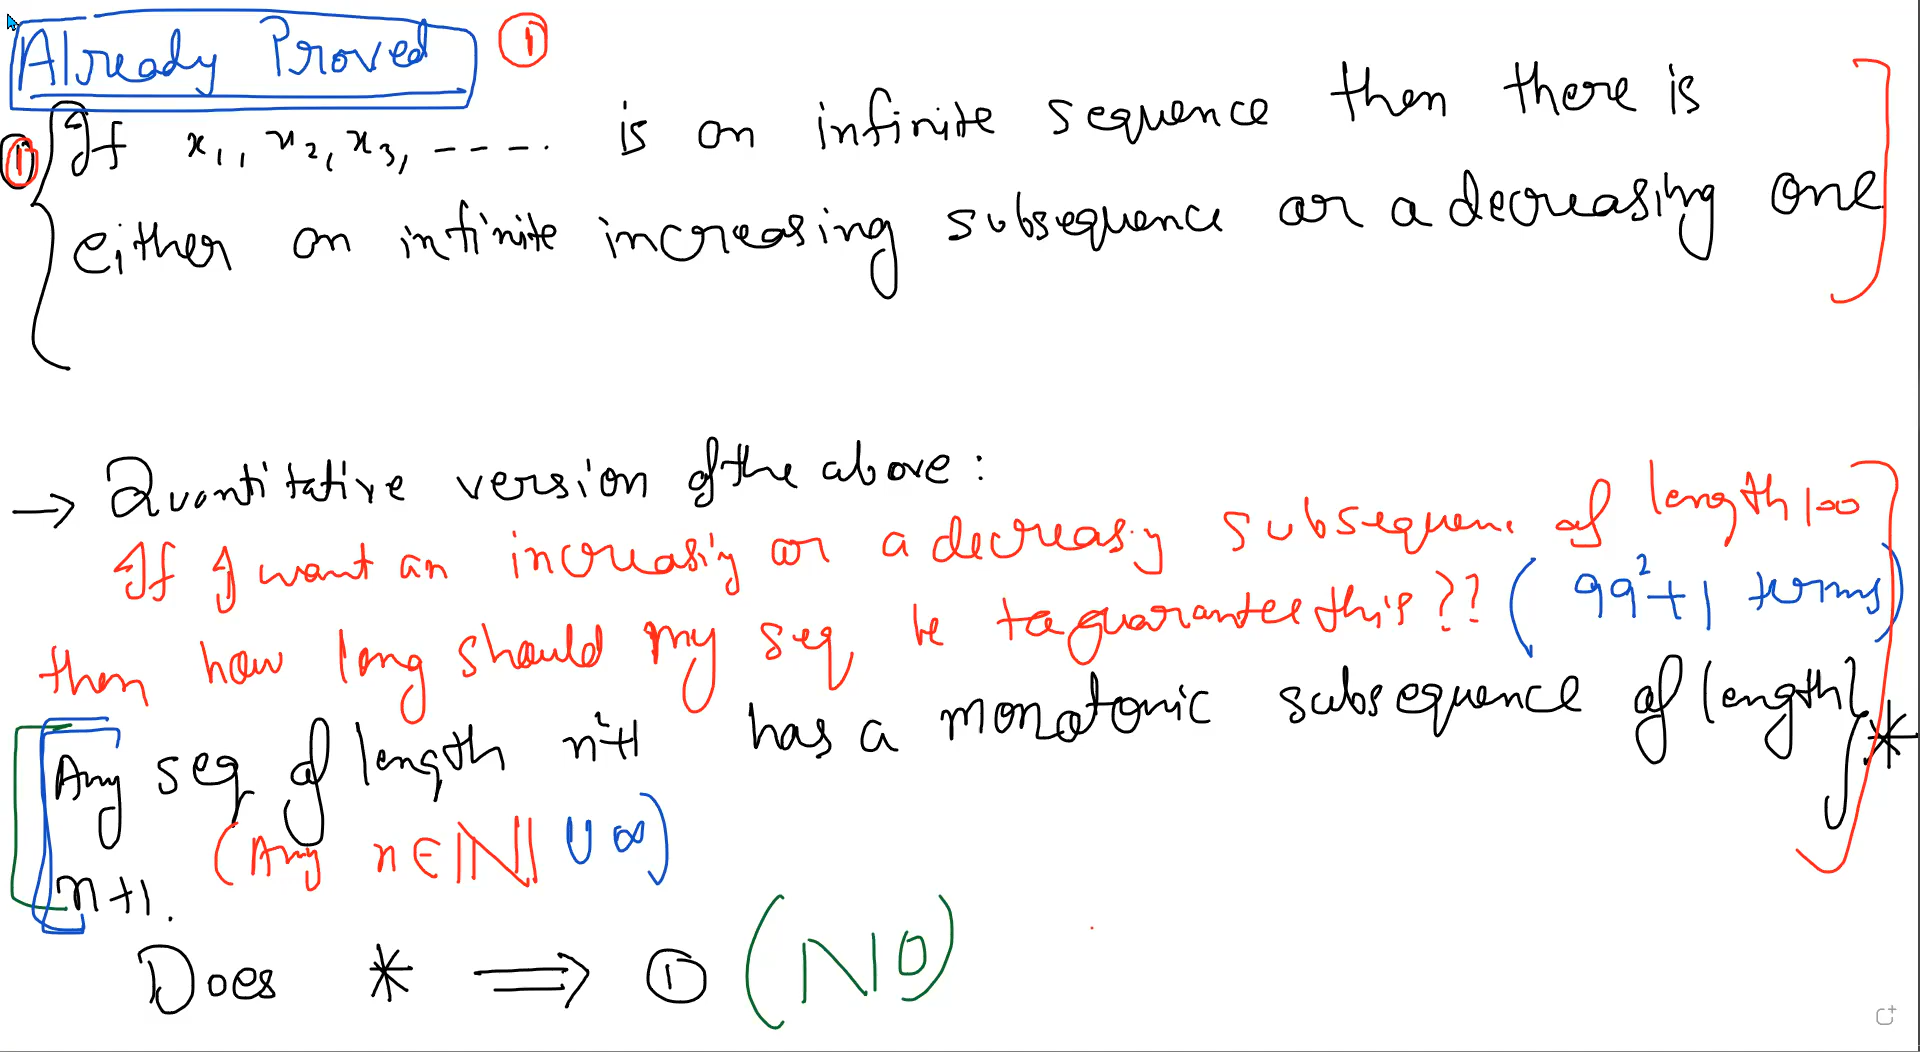 Already Proved ①
① If x₁, x₂, x₃, ----. is an infinite sequence then there is
either an infinite increasing subsequence or a decreasing one
→ Quantitative version of the above :
If I want an increasing or a decreasy subsequenc of length 100
then how long should my seq be to guarantee this?? (99²+1 terms)
Any seq of length n²+1 has a monotonic subsequence of length *
n+1. (Any n∈ℕ ∪ ∞)
Does * ⟹ ① (NO)